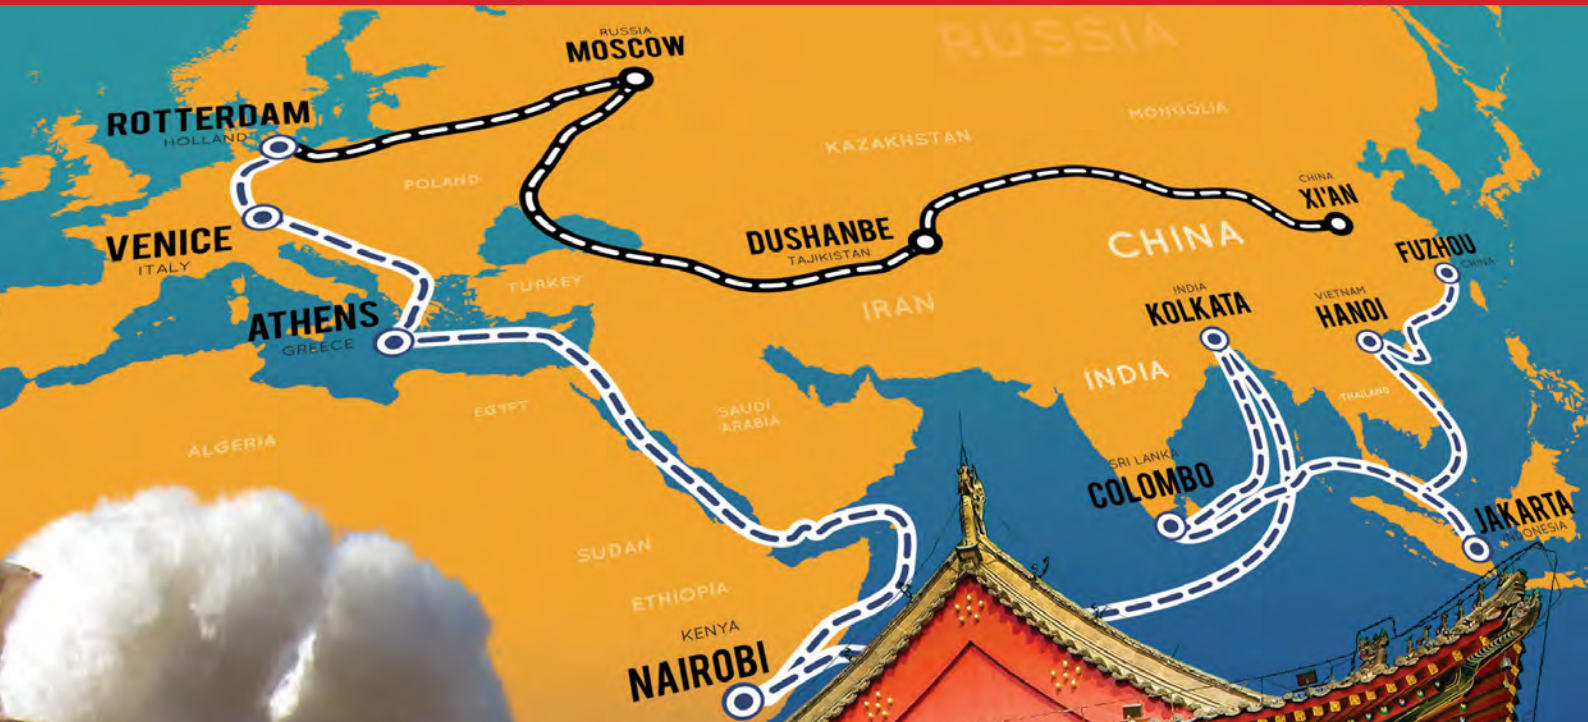 RUSSIA
RUSSIA
MOSCOW
ROTTERDAM
HOLLAND
MONGOLIA
KAZAKHSTAN
POLAND
CHINA
XI'AN
DUSHANBE
TAJIKISTAN
CHINA
FUZHOU
CHINA
VENICE
ITALY
TURKEY
IRAN
INDIA
KOLKATA
VIETNAM
HANOI
ATHENS
GREECE
INDIA
THAILAND
EGYPT
SAUDI
ARABIA
ALGERIA
SRI LANKA
COLOMBO
JAKARTA
INDONESIA
SUDAN
ETHIOPIA
KENYA
NAIROBI